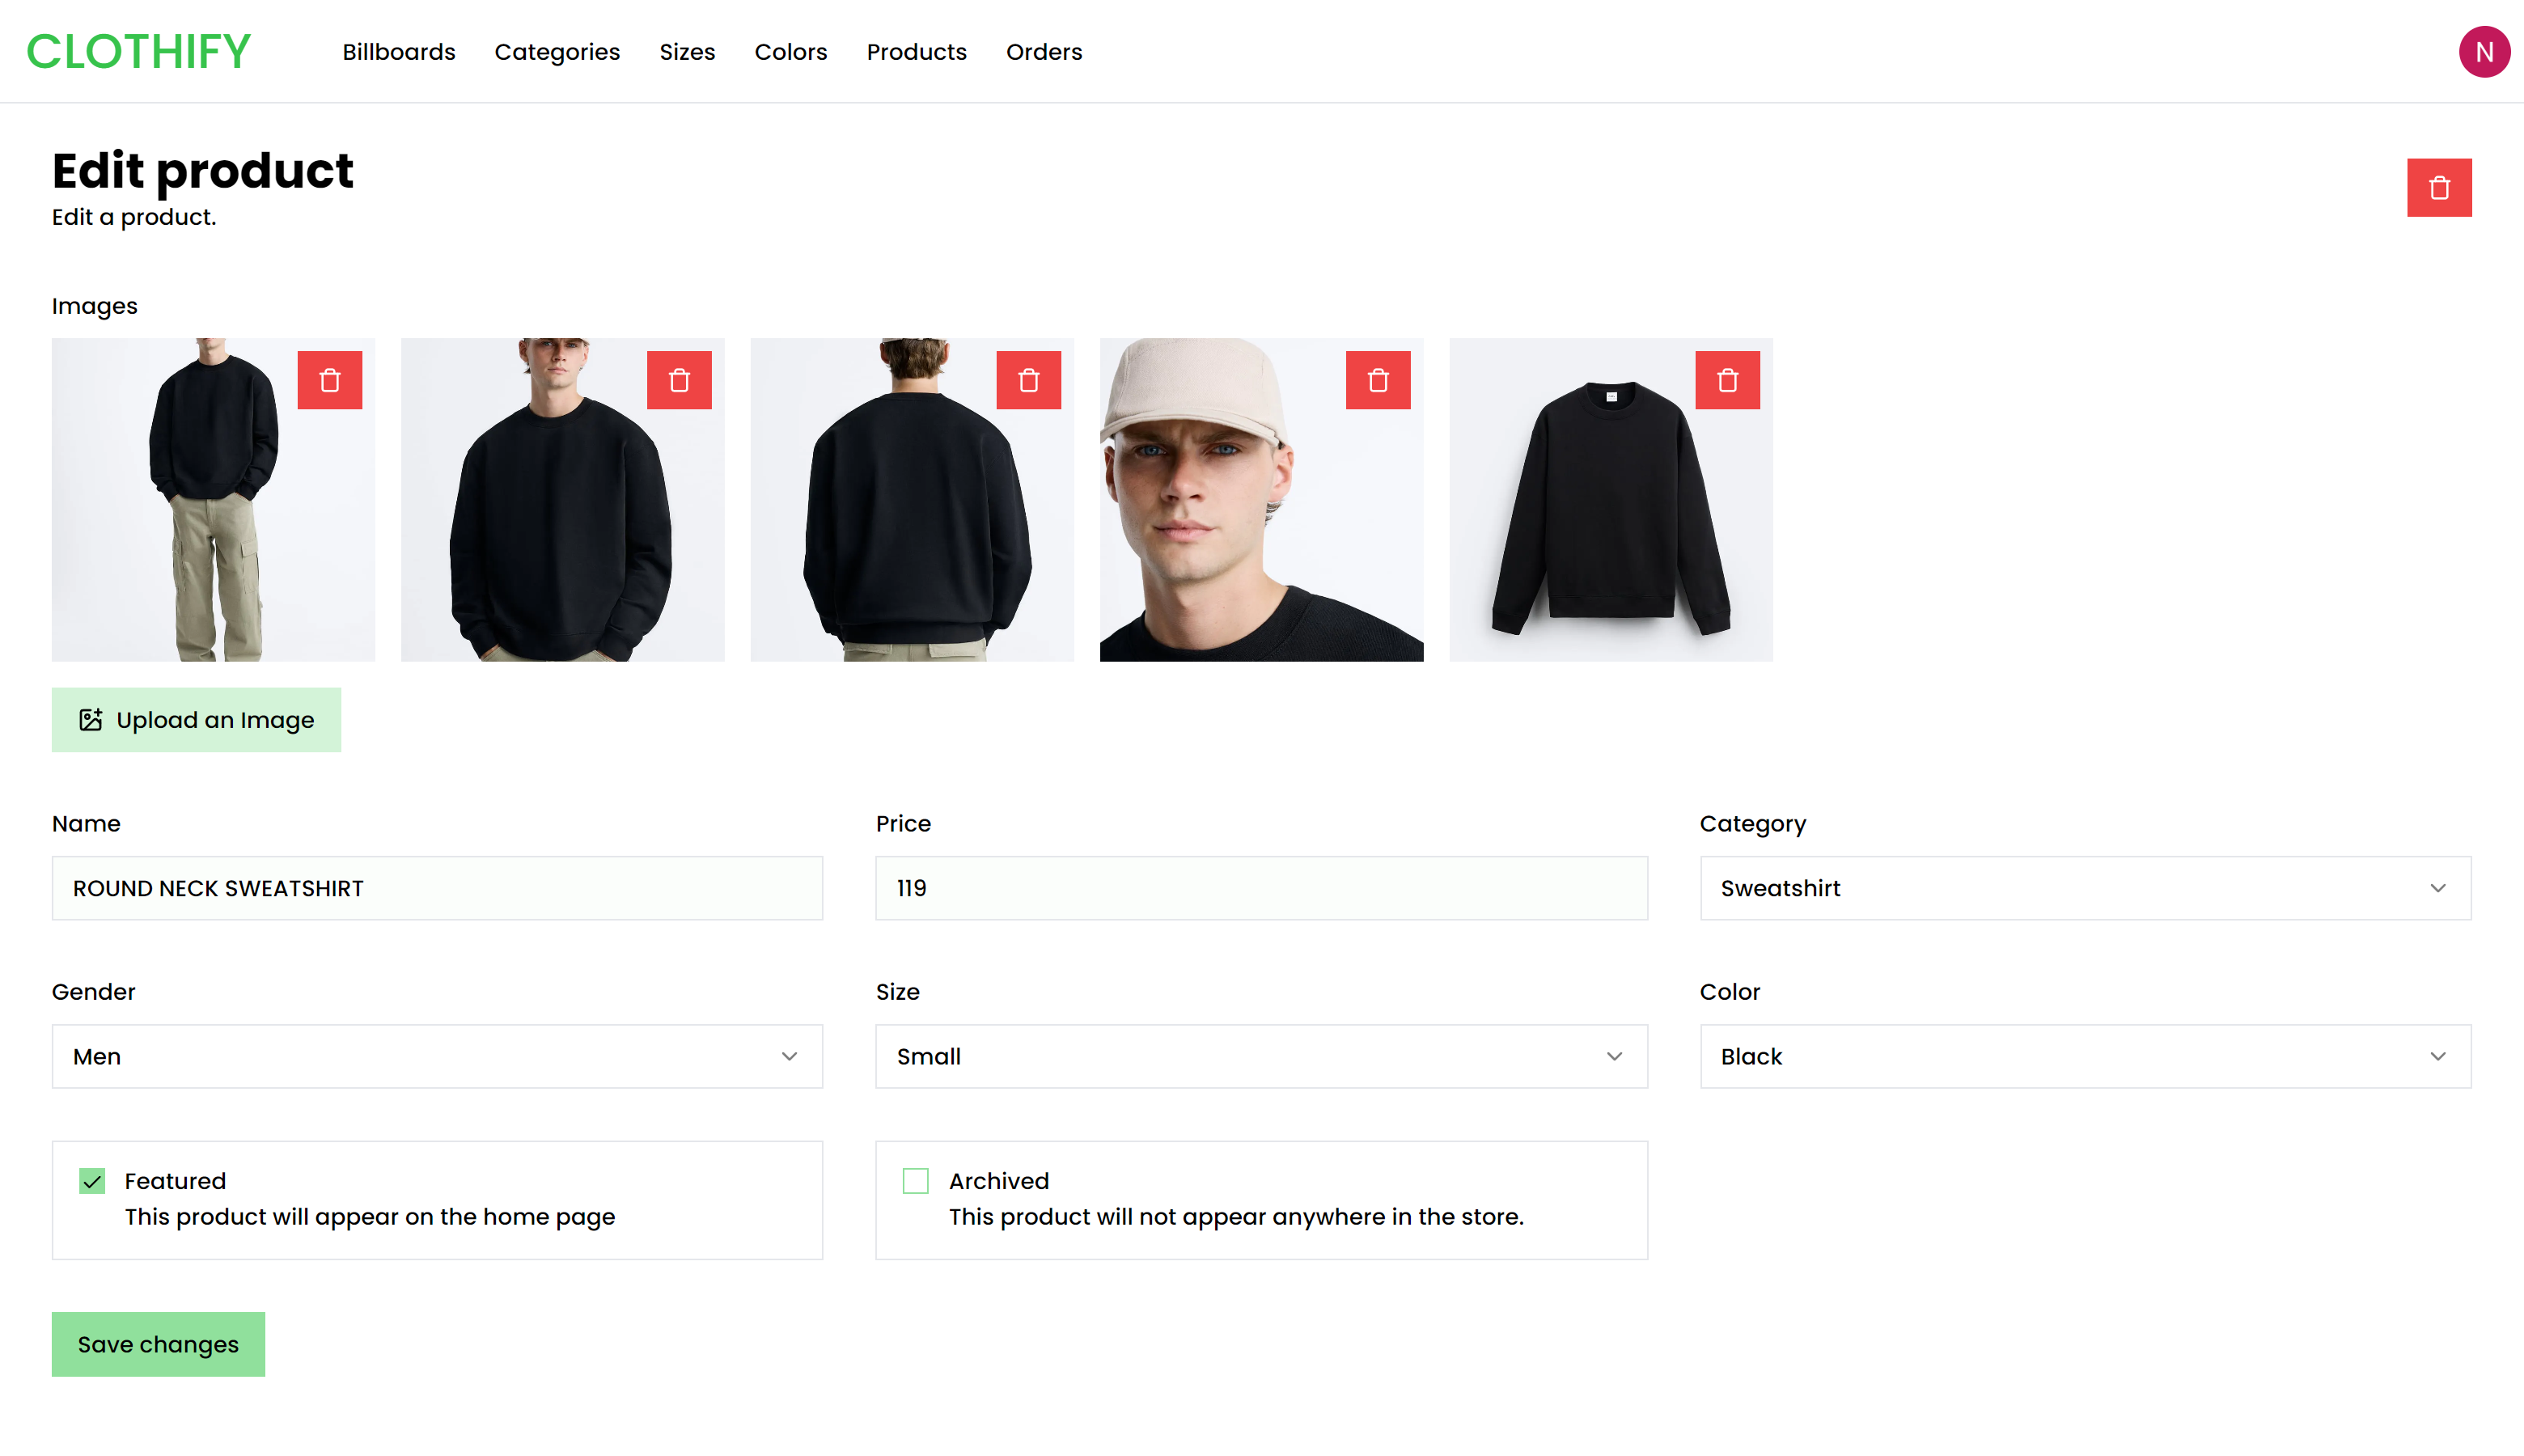 CLOTHIFY
Billboards Categories Sizes Colors Products Orders
N
Edit product
Edit a product.
Images
Upload an Image
Name
ROUND NECK SWEATSHIRT
Price
119
Category
Sweatshirt
Gender
Men
Size
Small
Color
Black
Featured
This product will appear on the home page
Archived
This product will not appear anywhere in the store.
Save changes